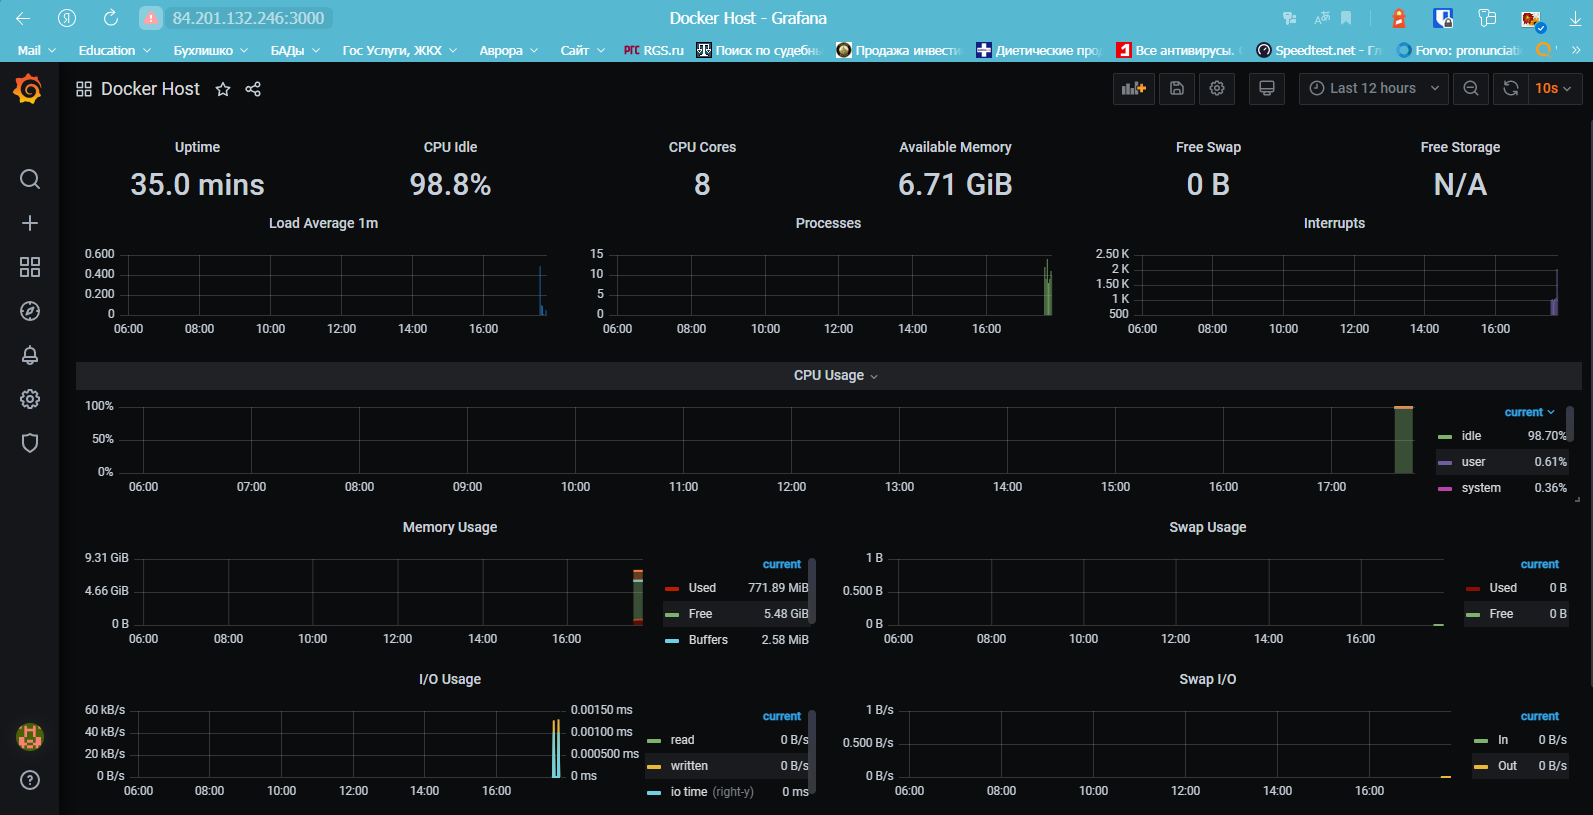 84.201.132.246:3000
Docker Host - Grafana
Mail
Education
Бухлишко
БАДы
Гос Услуги, ЖКХ
Аврора
Сайт
РГС RGS.ru
Поиск по судебн
Продажа инвести
Диетические про
Все антивирусы.
Speedtest.net - Гл
Forvo: pronunciati
Docker Host
Last 12 hours
10s
Uptime
CPU Idle
CPU Cores
Available Memory
Free Swap
Free Storage
35.0 mins
98.8%
8
6.71 GiB
0 B
N/A
Load Average 1m
0.600
0.400
0.200
0
06:00 08:00 10:00 12:00 14:00 16:00
Processes
15
10
5
0
06:00 08:00 10:00 12:00 14:00 16:00
Interrupts
2.50 K
2 K
1.50 K
1 K
500
06:00 08:00 10:00 12:00 14:00 16:00
CPU Usage
100%
50%
0%
06:00 07:00 08:00 09:00 10:00 11:00 12:00 13:00 14:00 15:00 16:00 17:00
current
idle 98.70%
user 0.61%
system 0.36%
Memory Usage
9.31 GiB
4.66 GiB
0 B
06:00 08:00 10:00 12:00 14:00 16:00
current
Used 771.89 MiB
Free 5.48 GiB
Buffers 2.58 MiB
Swap Usage
1 B
0.500 B
0 B
06:00 08:00 10:00 12:00 14:00 16:00
current
Used 0 B
Free 0 B
I/O Usage
60 kB/s
40 kB/s
20 kB/s
0 B/s
0.00150 ms
0.00100 ms
0.000500 ms
0 ms
06:00 08:00 10:00 12:00 14:00 16:00
current
read 0 B/s
written 0 B/s
io time (right-y) 0 ms
Swap I/O
1 B/s
0.500 B/s
0 B/s
06:00 08:00 10:00 12:00 14:00 16:00
current
In 0 B/s
Out 0 B/s